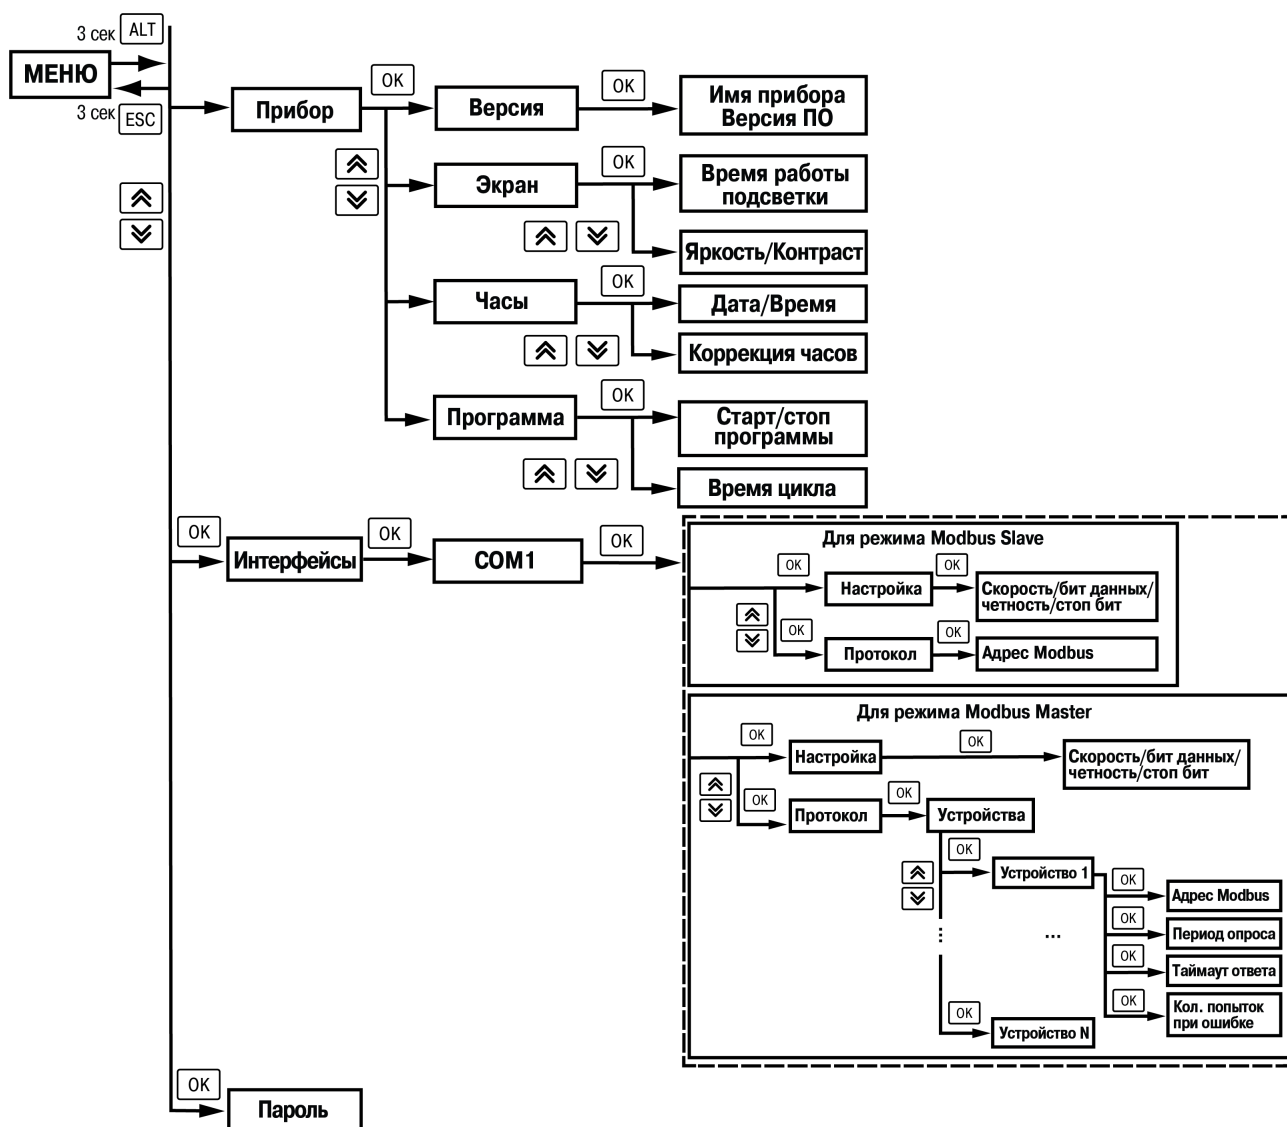 3 сек ALT
МЕНЮ
3 сек ESC
Прибор
OK
Версия
OK
Имя прибора
Версия ПО
Экран
OK
Время работы
подсветки
Яркость/Контраст
Часы
OK
Дата/Время
Коррекция часов
Программа
OK
Старт/стоп
программы
Время цикла
OK
Интерфейсы
OK
COM1
OK
Для режима Modbus Slave
OK
Настройка
OK
Скорость/бит данных/
четность/стоп бит
OK
Протокол
OK
Адрес Modbus
Для режима Modbus Master
OK
Настройка
OK
Скорость/бит данных/
четность/стоп бит
OK
Протокол
OK
Устройства
OK
Устройство 1
OK
Адрес Modbus
OK
Период опроса
...
OK
Таймаут ответа
OK
Кол. попыток
при ошибке
OK
Устройство N
OK
Пароль